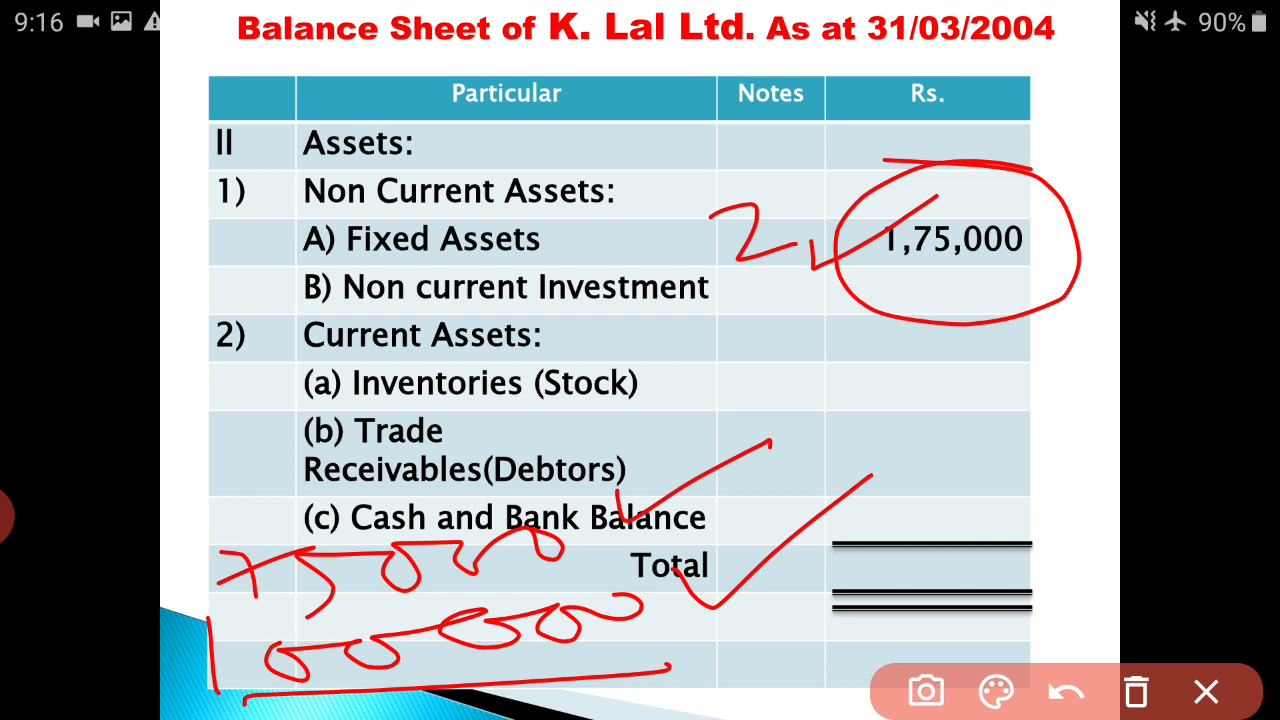 9:16
90%
Balance Sheet of K. Lal Ltd. As at 31/03/2004
Particular Notes Rs.
II Assets:
1) Non Current Assets:
A) Fixed Assets 2, 1,75,000
B) Non current Investment
2) Current Assets:
(a) Inventories (Stock)
(b) Trade
Receivables(Debtors)
(c) Cash and Bank Balance
75000
Total
100000